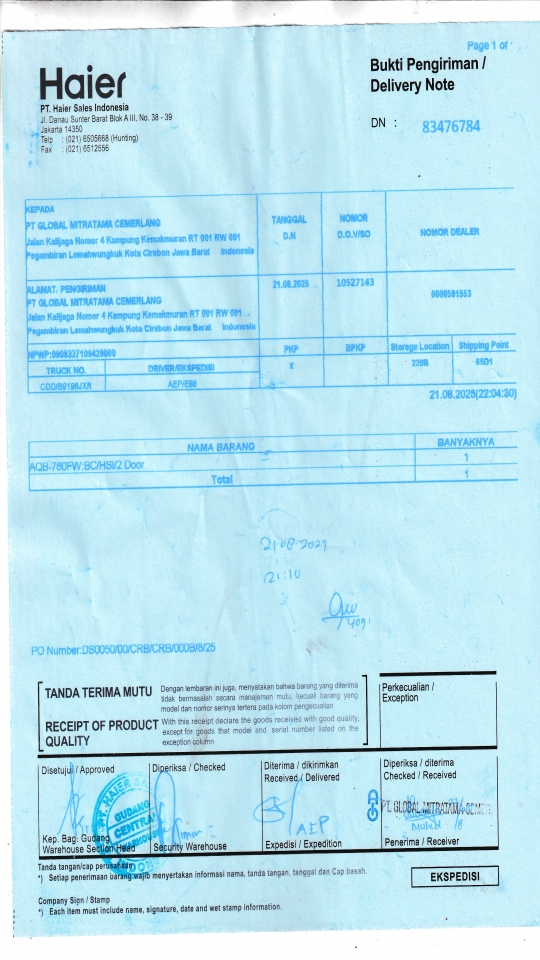 Page 1 of
Haier
Bukti Pengiriman /
Delivery Note
PT. Haier Sales Indonesia
Jl. Danau Sunter Barat Blok A III, No. 38 - 39
Jakarta 14350
Telp : (021) 6505668 (Hunting)
Fax : (021) 6512556
DN : 83476784
KEPADA
PT GLOBAL MITRATAMA CEMERLANG
Jalan Kalijaga Nomor 4 Kampung Kemakmuran RT 001 RW 001
Pegambiran Lemahwungkuk Kota Cirebon Jawa Barat Indonesia
TANGGAL
D.N
NOMOR
D.O.V/SO
NOMOR DEALER
ALAMAT. PENGIRIMAN
PT GLOBAL MITRATAMA CEMERLANG
Jalan Kalijaga Nomor 4 Kampung Kemakmuran RT 001 RW 001
Pegambiran Lemahwungkuk Kota Cirebon Jawa Barat Indonesia
21.08.2025
10527143
PKP
BPKP
Storege Location
Shipping Point
TRUCK NO.
DRIVER/EKSPEDISI
X
65D1
AEP/E68
21.08.2025(22:04:30)
NAMA BARANG
BANYAKNYA
AQB-760FW:BC/HSI/2 Door
1
Total
1
21:10
PO Number:DS0050/00/CRB/CRB/000B/8/25
TANDA TERIMA MUTU
Dengan lembaran ini juga, menyatakan bahwa barang yang diterima
tidak bermasalah secara manajemen mutu, kecuali barang yang
model dan nomor serinya tertera pada kolom pengecualian
RECEIPT OF PRODUCT
QUALITY
With this receipt declare the goods received with good quality,
except for goods that model and serial number listed on the
exception column
Perkecualian /
Exception
Disetujui / Approved
Diperiksa / Checked
Diterima / dikirimkan
Received / Delivered
Diperiksa / diterima
Checked / Received
GUDANG
CENTRAL
AEP
PT. GLOBAL MITRATAMA CEMER
Kep. Bag. Gudang
Warehouse Section Head
Security Warehouse
Expedisi / Expedition
Penerima / Receiver
Tanda tangan/cap perusahaan
*) Setiap penerimaan barang wajib menyertakan informasi nama, tanda tangan, tanggal dan Cap basah.
EKSPEDISI
Company Sign / Stamp
*) Each item must include name, signature, date and wet stamp information.